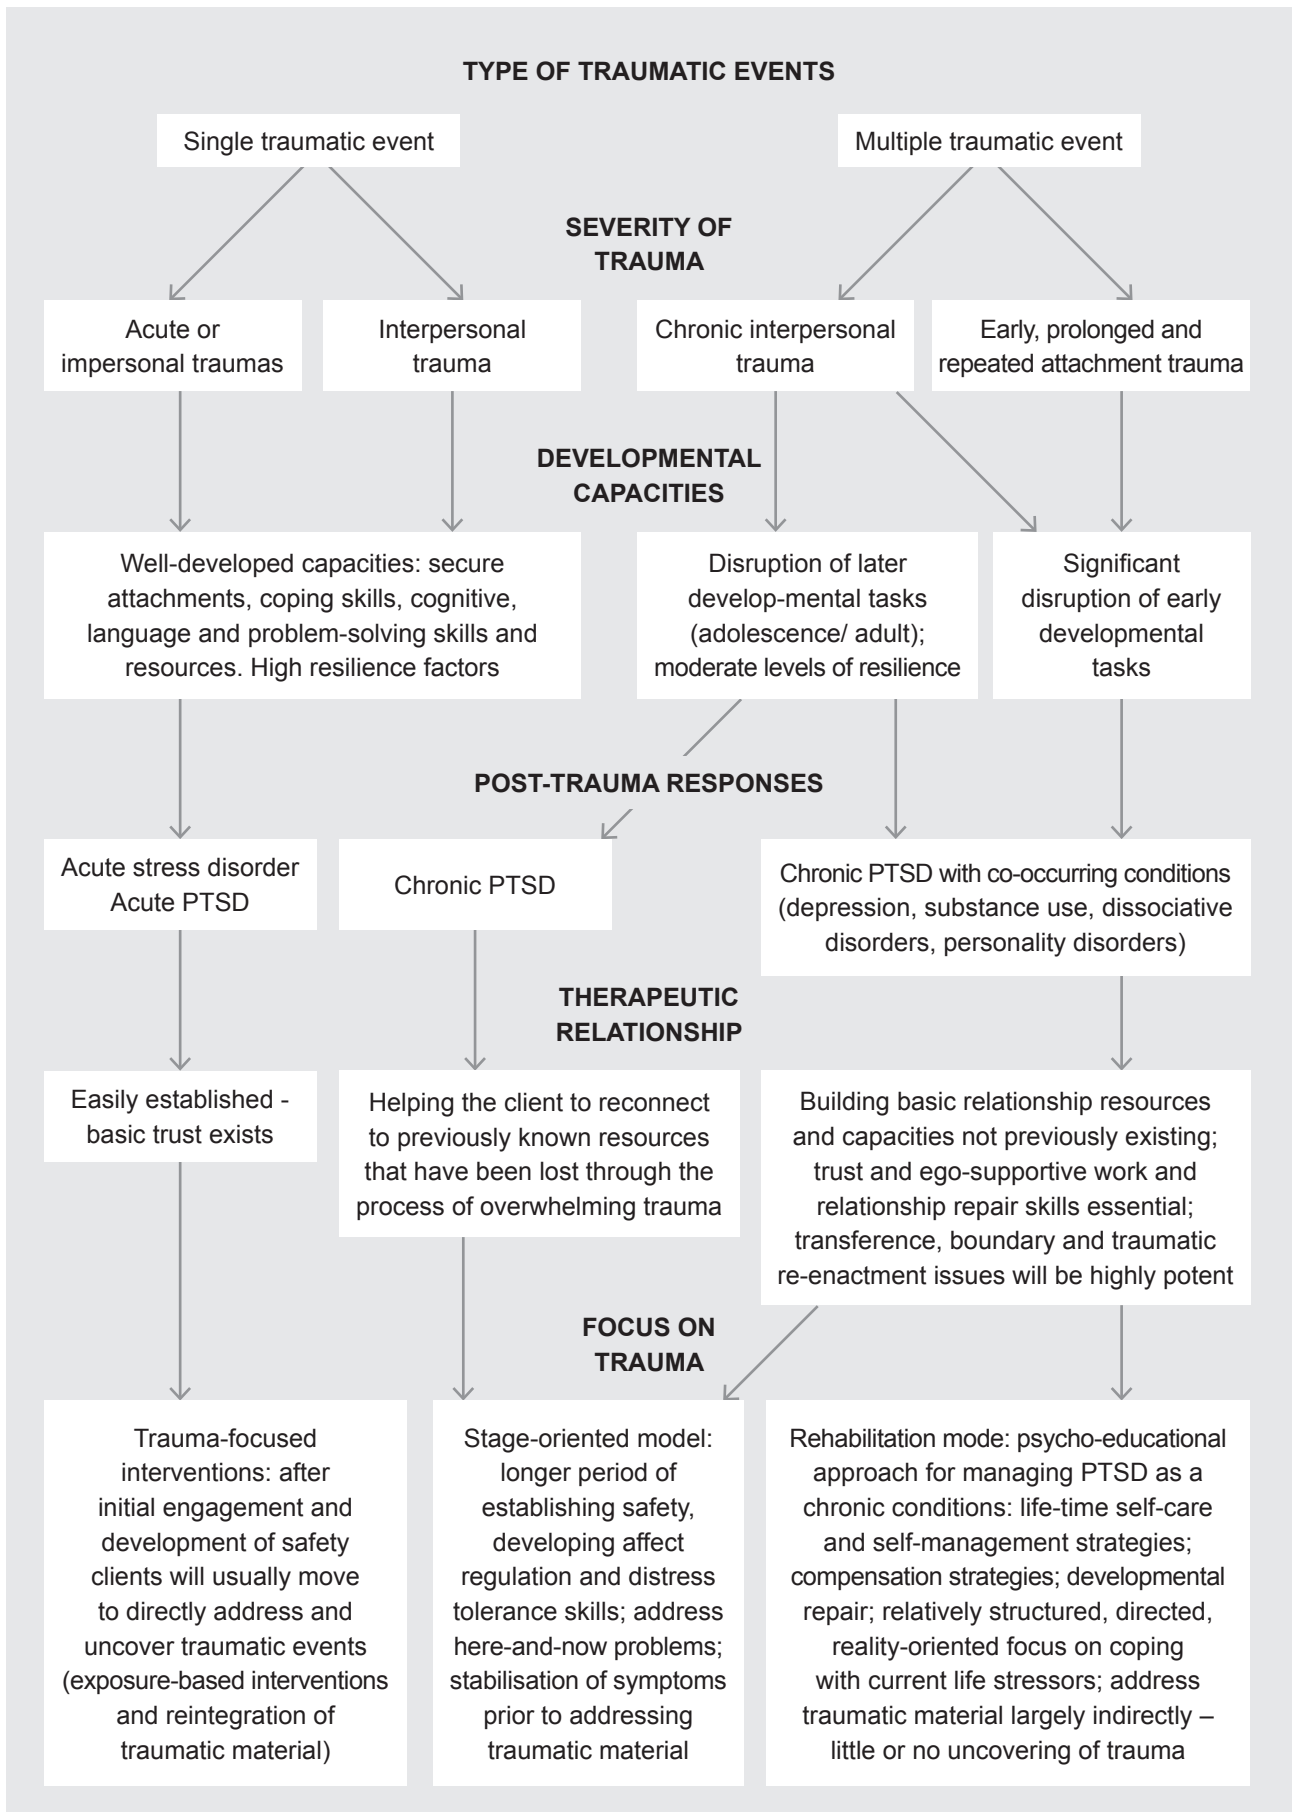 TYPE OF TRAUMATIC EVENTS
Single traumatic event
Multiple traumatic event
SEVERITY OF
TRAUMA
Acute or
impersonal traumas
Interpersonal
trauma
Chronic interpersonal
trauma
Early, prolonged and
repeated attachment trauma
DEVELOPMENTAL
CAPACITIES
Well-developed capacities: secure
attachments, coping skills, cognitive,
language and problem-solving skills and
resources. High resilience factors
Disruption of later
develop-mental tasks
(adolescence/ adult);
moderate levels of resilience
Significant
disruption of early
developmental
tasks
POST-TRAUMA RESPONSES
Acute stress disorder
Acute PTSD
Chronic PTSD
Chronic PTSD with co-occurring conditions
(depression, substance use, dissociative
disorders, personality disorders)
THERAPEUTIC
RELATIONSHIP
Easily established -
basic trust exists
Helping the client to reconnect
to previously known resources
that have been lost through the
process of overwhelming trauma
Building basic relationship resources
and capacities not previously existing;
trust and ego-supportive work and
relationship repair skills essential;
transference, boundary and traumatic
re-enactment issues will be highly potent
FOCUS ON
TRAUMA
Trauma-focused
interventions: after
initial engagement and
development of safety
clients will usually move
to directly address and
uncover traumatic events
(exposure-based interventions
and reintegration of
traumatic material)
Stage-oriented model:
longer period of
establishing safety,
developing affect
regulation and distress
tolerance skills; address
here-and-now problems;
stabilisation of symptoms
prior to addressing
traumatic material
Rehabilitation mode: psycho-educational
approach for managing PTSD as a
chronic conditions: life-time self-care
and self-management strategies;
compensation strategies; developmental
repair; relatively structured, directed,
reality-oriented focus on coping
with current life stressors; address
traumatic material largely indirectly –
little or no uncovering of trauma